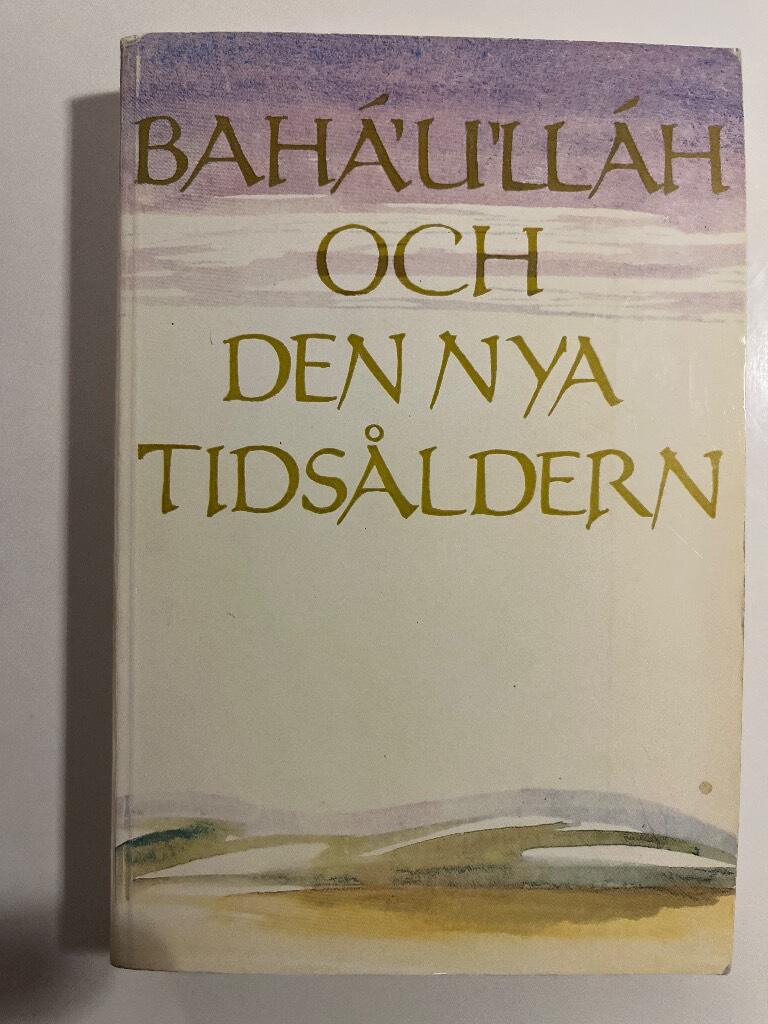 BAHÁ'U'LLÁH
OCH
DEN NYA
TIDSÅLDERN